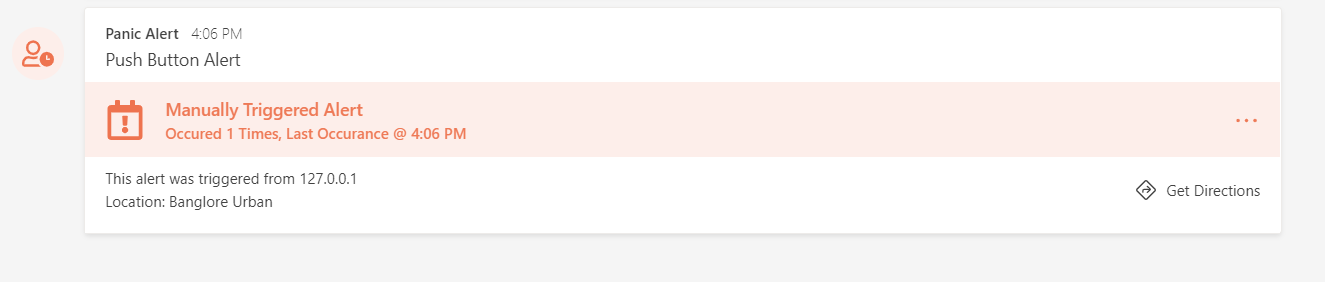 Panic Alert 4:06 PM
Push Button Alert
Manually Triggered Alert
Occured 1 Times, Last Occurance @ 4:06 PM
This alert was triggered from 127.0.0.1
Location: Banglore Urban
Get Directions